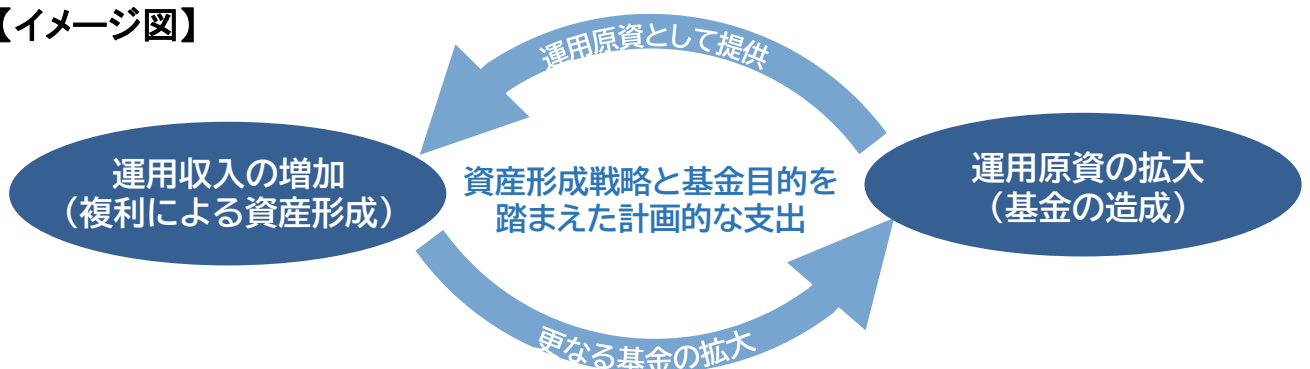 【イメージ図】
運用原資として提供
運用収入の増加
（複利による資産形成）
資産形成戦略と基金目的を
踏まえた計画的な支出
運用原資の拡大
（基金の造成）
更なる基金の拡大